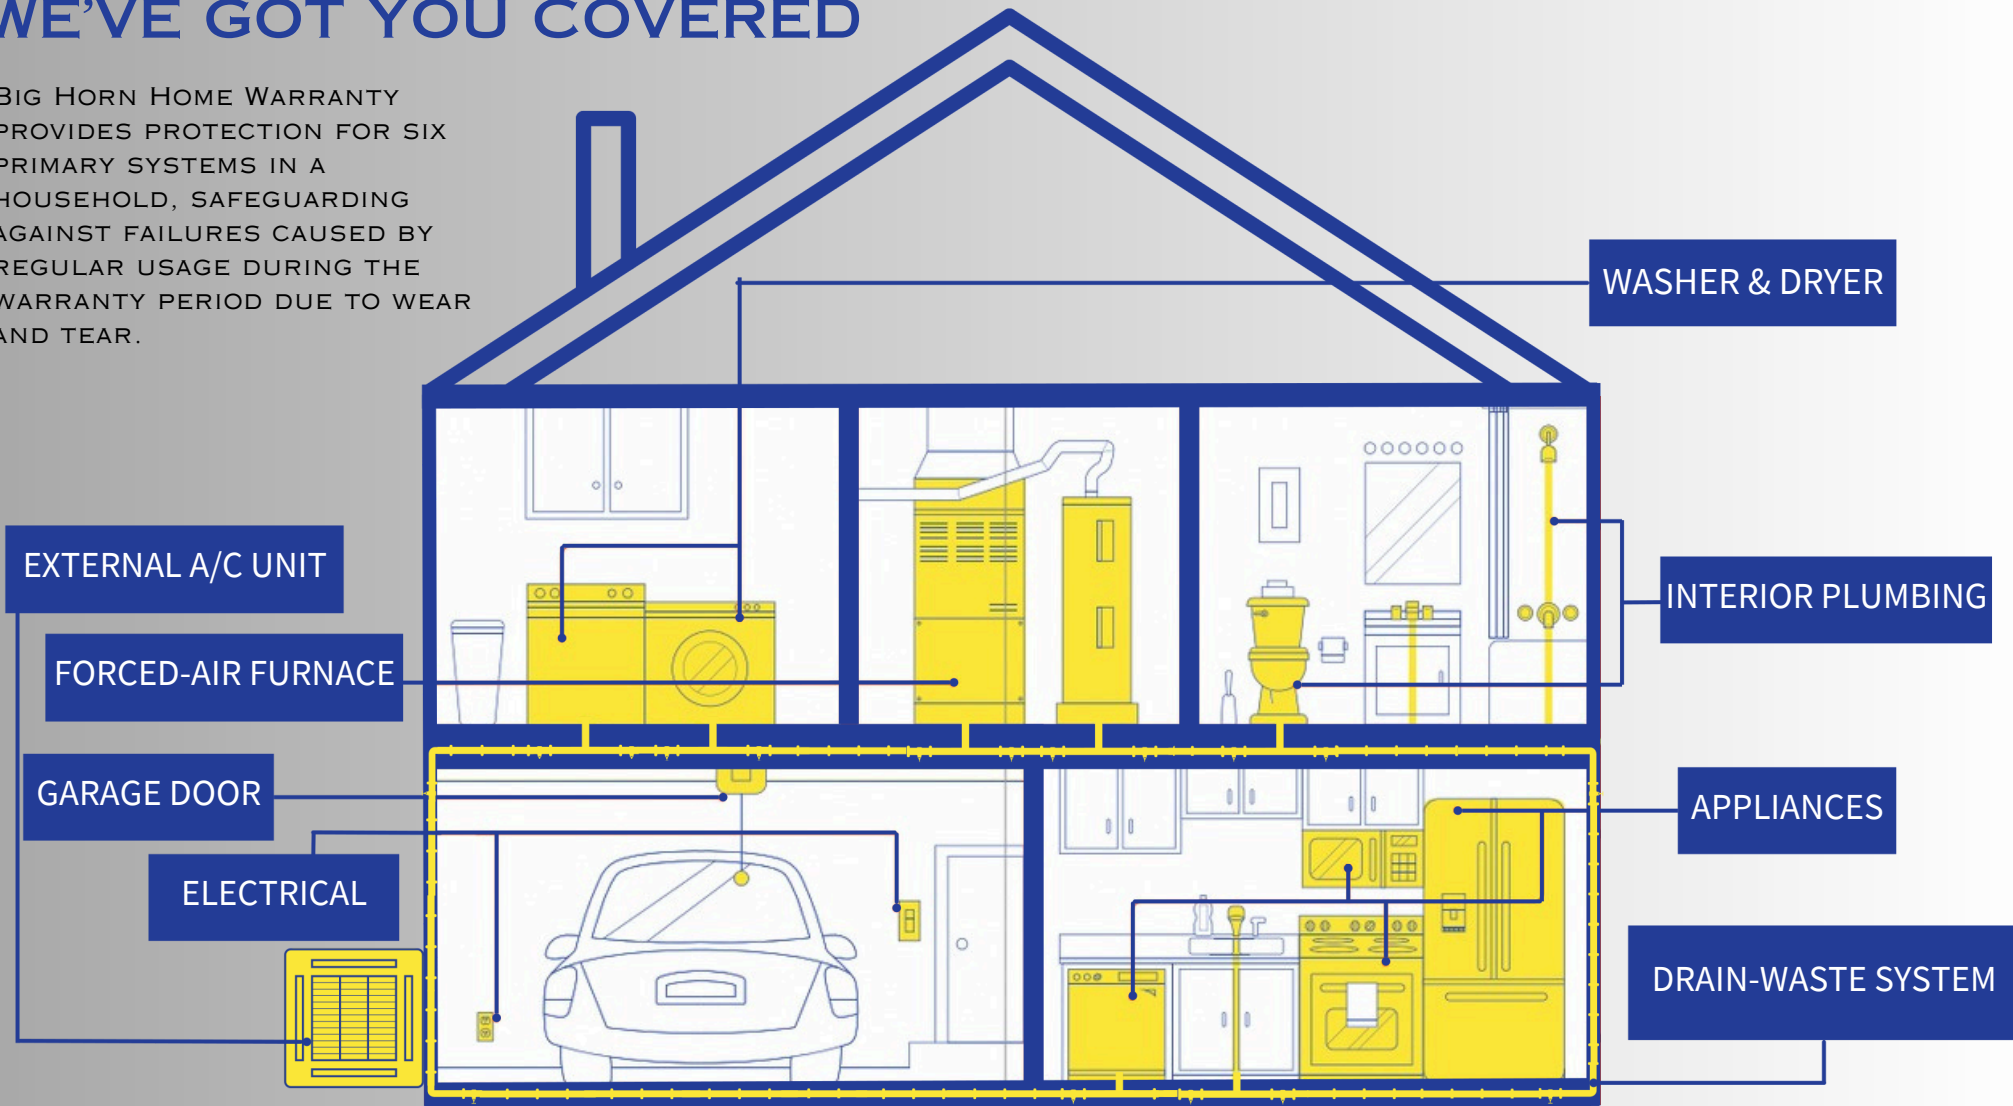 WE'VE GOT YOU COVERED
BIG HORN HOME WARRANTY
PROVIDES PROTECTION FOR SIX
PRIMARY SYSTEMS IN A
HOUSEHOLD, SAFEGUARDING
AGAINST FAILURES CAUSED BY
REGULAR USAGE DURING THE
WARRANTY PERIOD DUE TO WEAR
AND TEAR.
WASHER & DRYER
EXTERNAL A/C UNIT
INTERIOR PLUMBING
FORCED-AIR FURNACE
GARAGE DOOR
APPLIANCES
ELECTRICAL
DRAIN-WASTE SYSTEM